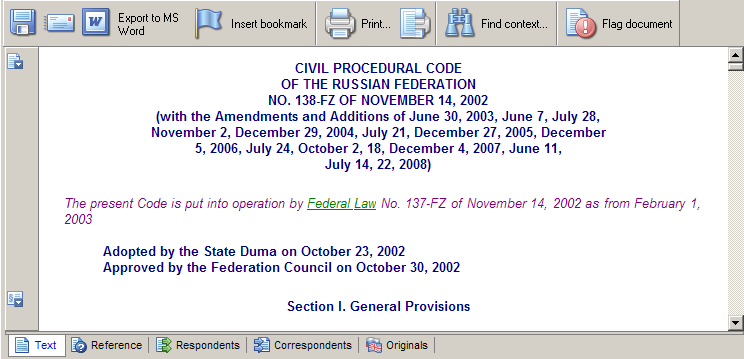 Export to MS
Word
Insert bookmark
Print...
Find context...
Flag document
CIVIL PROCEDURAL CODE
OF THE RUSSIAN FEDERATION
NO. 138-FZ OF NOVEMBER 14, 2002
(with the Amendments and Additions of June 30, 2003, June 7, July 28,
November 2, December 29, 2004, July 21, December 27, 2005, December
5, 2006, July 24, October 2, 18, December 4, 2007, June 11,
July 14, 22, 2008)
The present Code is put into operation by Federal Law No. 137-FZ of November 14, 2002 as from February 1,
2003
Adopted by the State Duma on October 23, 2002
Approved by the Federation Council on October 30, 2002
Section I. General Provisions
Text
Reference
Respondents
Correspondents
Originals